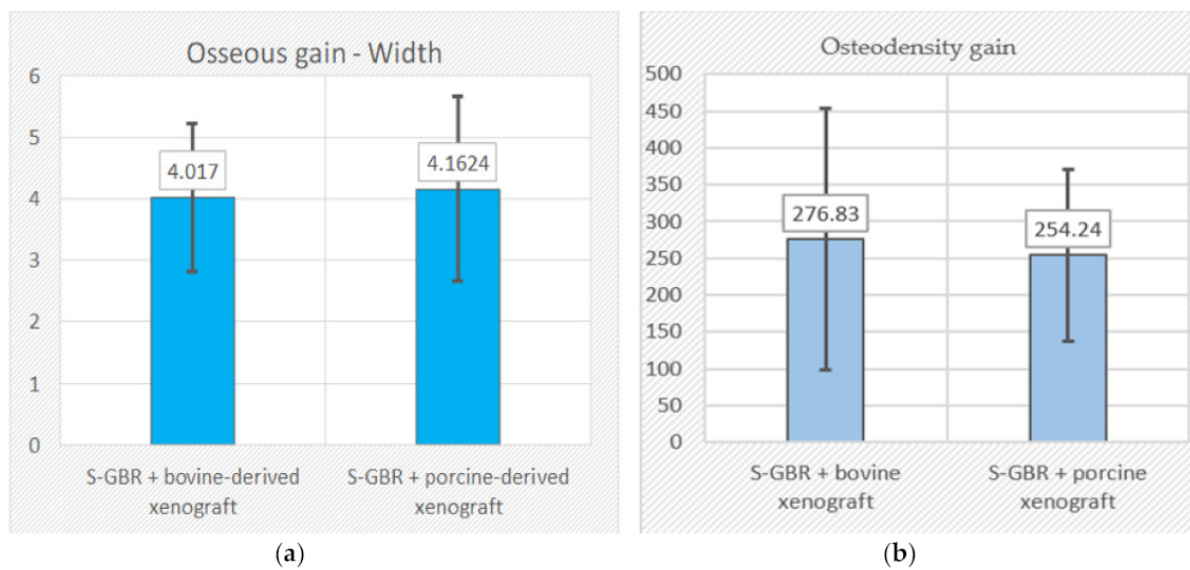 Osseous gain - Width
6
5
4
3
2
1
0
4.017
4.1624
S-GBR + bovine-derived
xenograft
S-GBR + porcine-derived
xenograft
(a)
Osteodensity gain
500
450
400
350
300
250
200
150
100
50
0
276.83
254.24
S-GBR + bovine
xenograft
S-GBR + porcine
xenograft
(b)